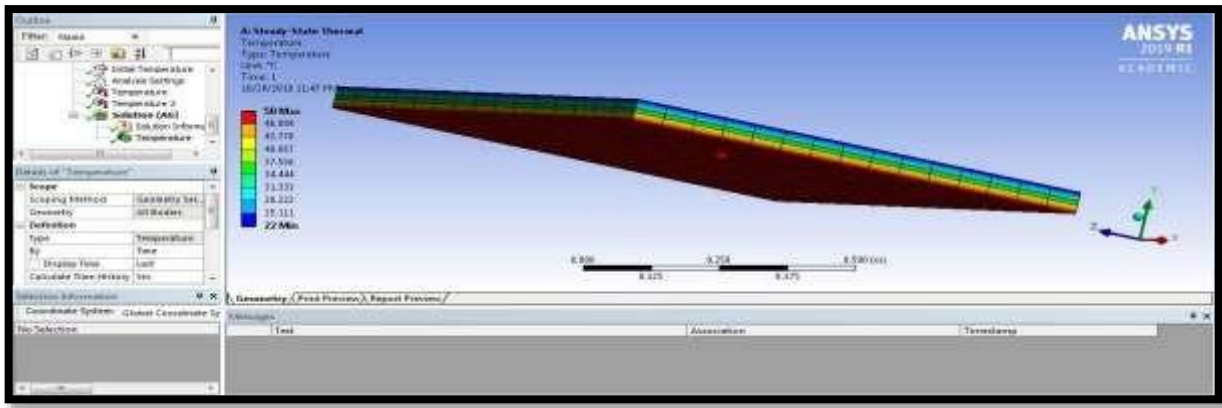 Outline
Filter: Name
Initial Temperature
Analysis Settings
Temperature
Temperature 2
Solution (A6)
Solution Informa
Temperature
Details of "Temperature"
Scope
Scoping Method Geometry Sel..
Geometry All Bodies
Definition
Type Temperature
By Time
Display Time Last
Calculate Time History Yes
Selection Information
Coordinate System: Global Coordinate Sy
No Selection
A: Steady-State Thermal
Temperature
Type: Temperature
Unit: °C
Time: 1
50 Max
46.889
43.778
40.667
37.556
34.444
31.333
28.222
25.111
22 Min
ANSYS
2019 R1
ACADEMIC
Y
Z
X
0.000 0.250 0.500 (m)
0.125 0.375
Geometry Print Preview Report Preview
Messages
Text Association Timestamp